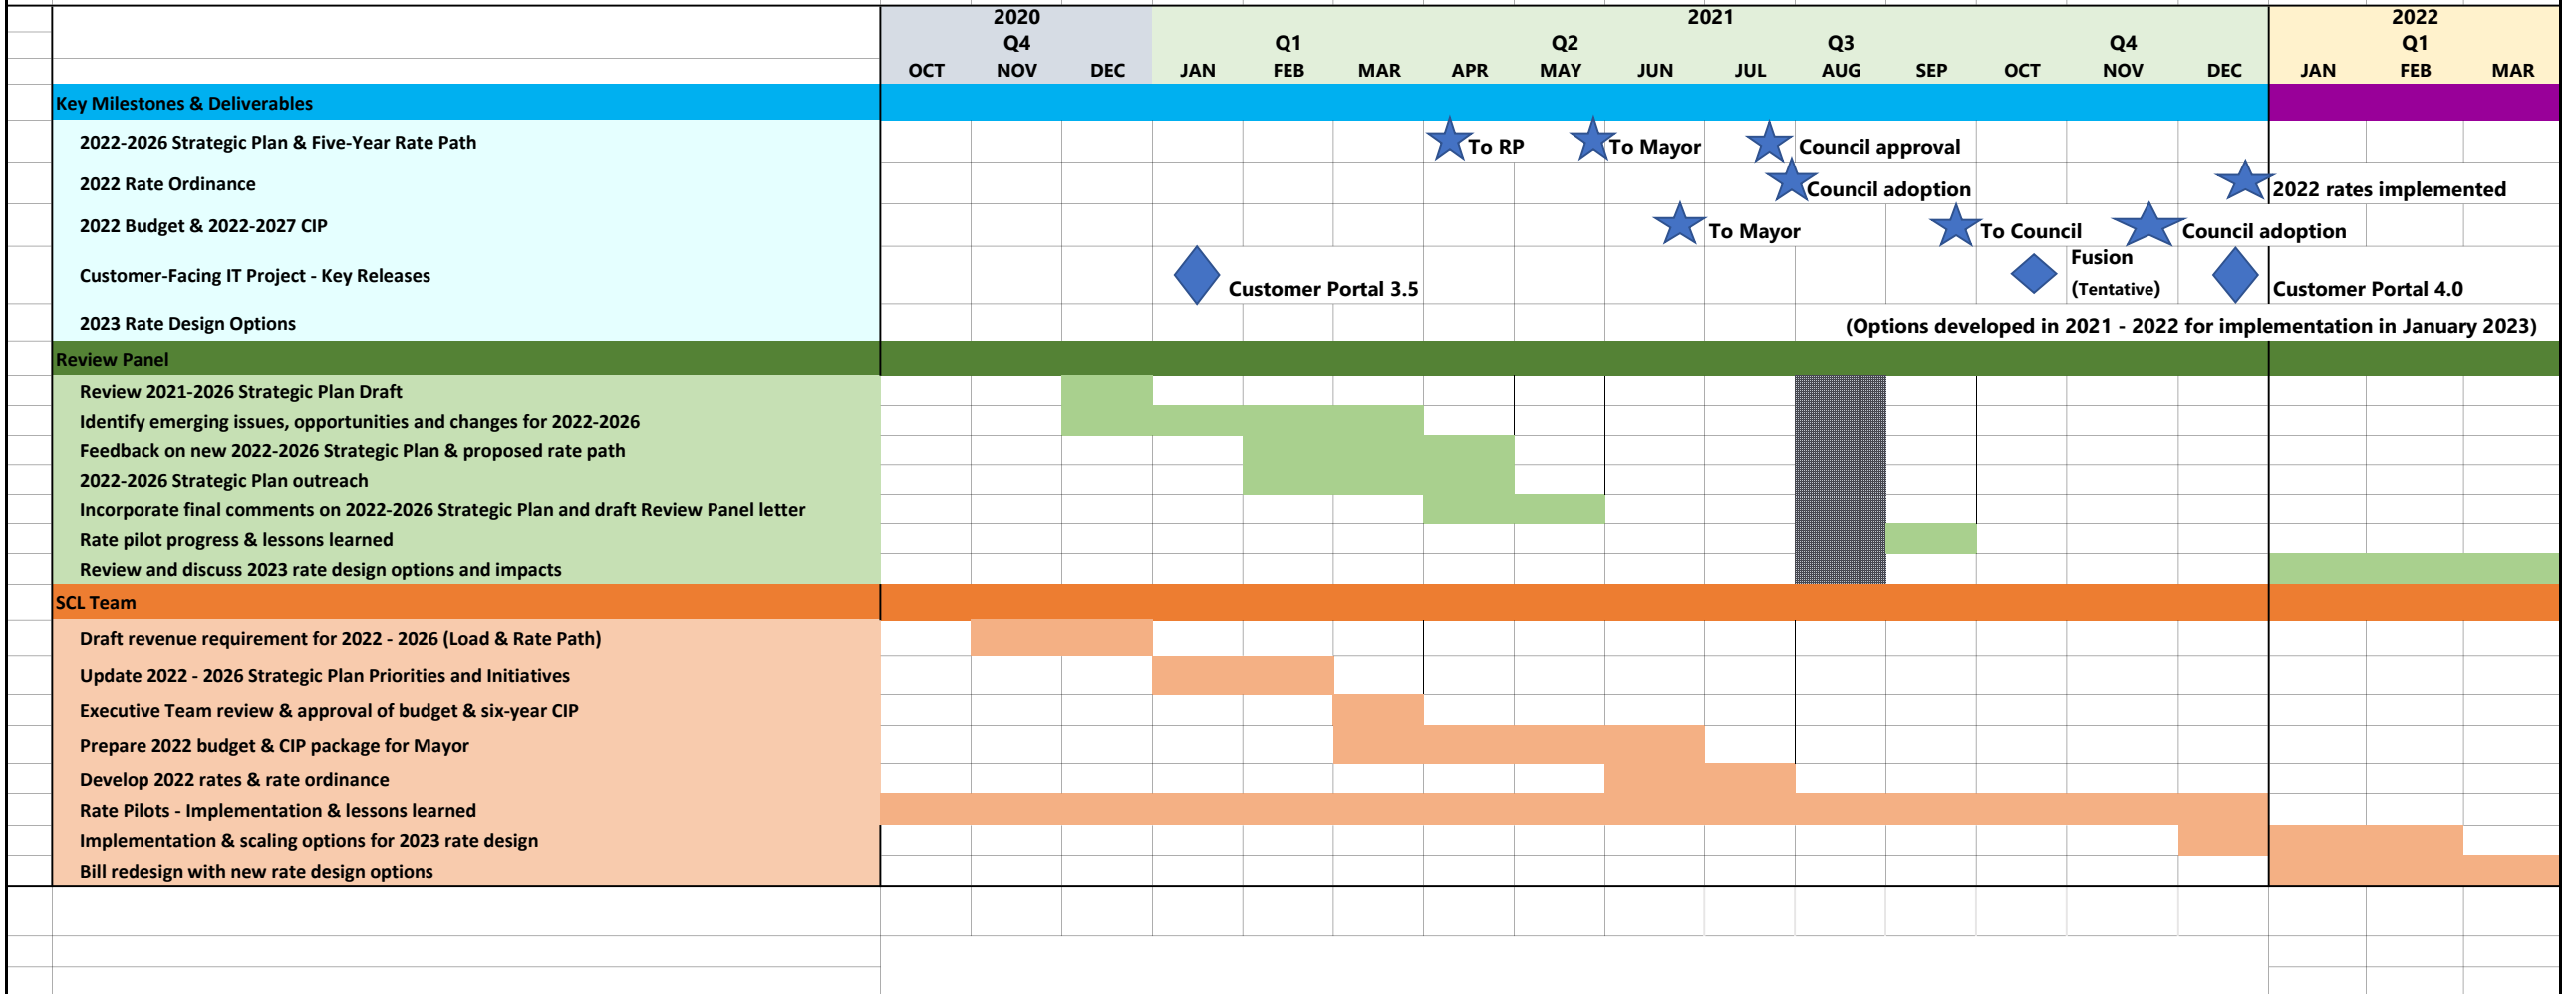 2020 2021 2022
Q4 Q1 Q2 Q3 Q4 Q1
OCT NOV DEC JAN FEB MAR APR MAY JUN JUL AUG SEP OCT NOV DEC JAN FEB MAR
Key Milestones & Deliverables
2022-2026 Strategic Plan & Five-Year Rate Path To RP To Mayor Council approval
2022 Rate Ordinance Council adoption 2022 rates implemented
2022 Budget & 2022-2027 CIP To Mayor To Council Council adoption
Customer-Facing IT Project - Key Releases Customer Portal 3.5 Fusion (Tentative) Customer Portal 4.0
2023 Rate Design Options (Options developed in 2021 - 2022 for implementation in January 2023)
Review Panel
Review 2021-2026 Strategic Plan Draft
Identify emerging issues, opportunities and changes for 2022-2026
Feedback on new 2022-2026 Strategic Plan & proposed rate path
2022-2026 Strategic Plan outreach
Incorporate final comments on 2022-2026 Strategic Plan and draft Review Panel letter
Rate pilot progress & lessons learned
Review and discuss 2023 rate design options and impacts
SCL Team
Draft revenue requirement for 2022 - 2026 (Load & Rate Path)
Update 2022 - 2026 Strategic Plan Priorities and Initiatives
Executive Team review & approval of budget & six-year CIP
Prepare 2022 budget & CIP package for Mayor
Develop 2022 rates & rate ordinance
Rate Pilots - Implementation & lessons learned
Implementation & scaling options for 2023 rate design
Bill redesign with new rate design options